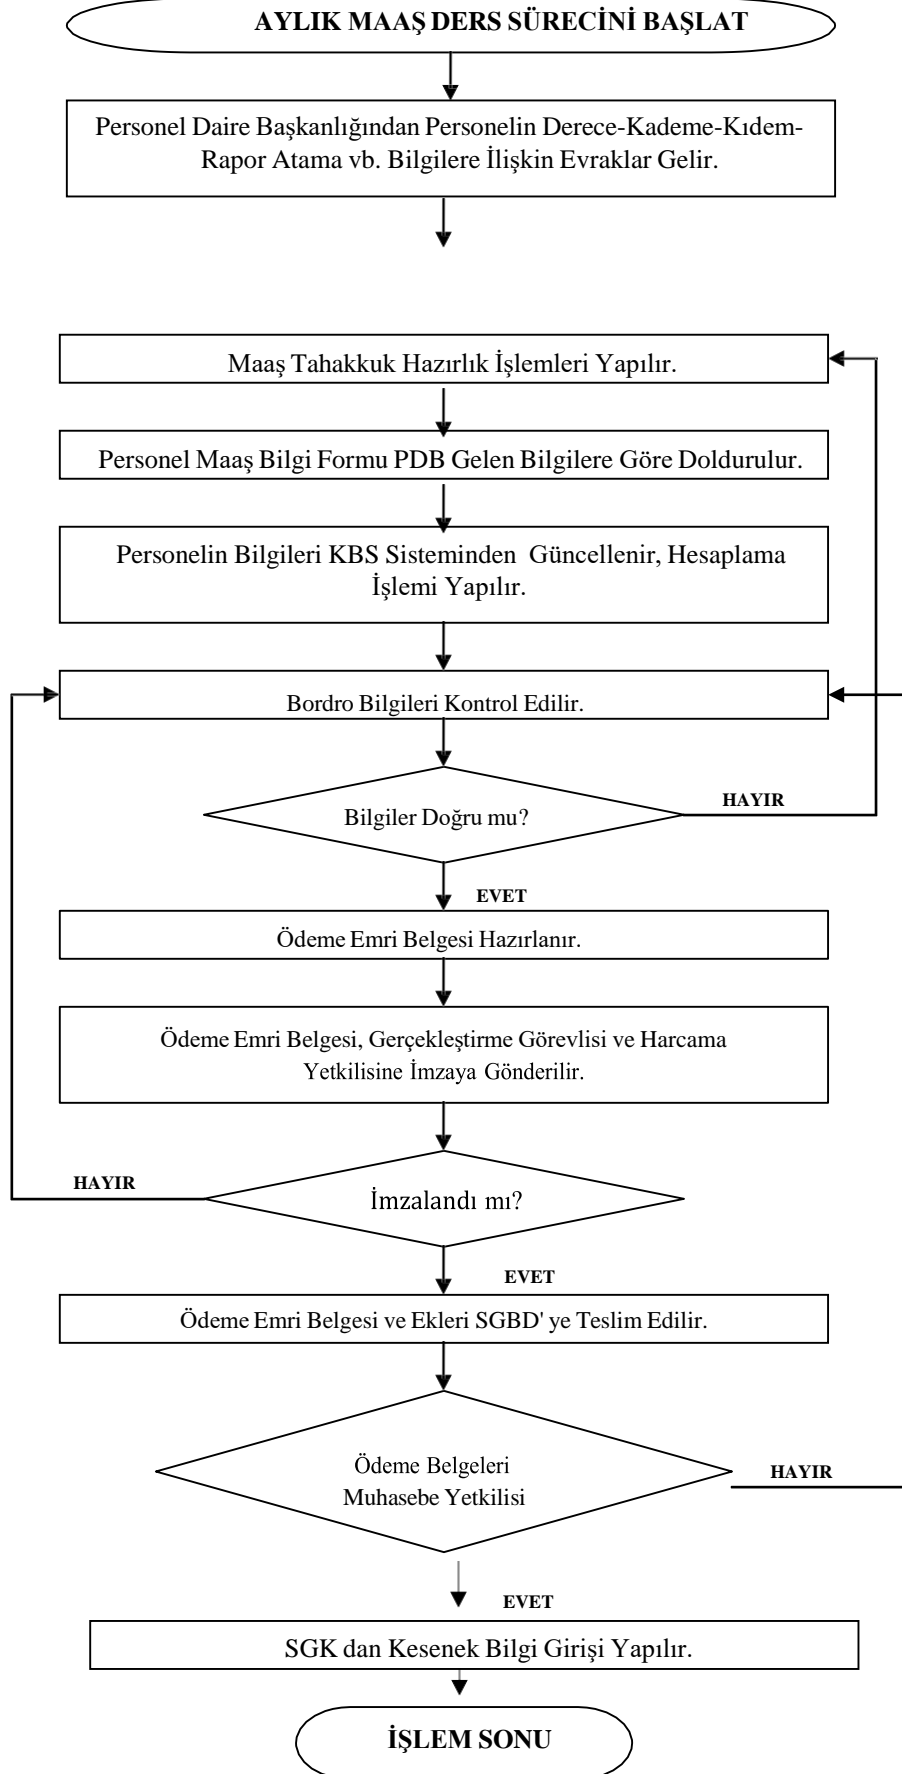 AYLIK MAAŞ DERS SÜRECİNİ BAŞLAT
Personel Daire Başkanlığından Personelin Derece-Kademe-Kıdem-
Rapor Atama vb. Bilgilere İlişkin Evraklar Gelir.
Maaş Tahakkuk Hazırlık İşlemleri Yapılır.
Personel Maaş Bilgi Formu PDB Gelen Bilgilere Göre Doldurulur.
Personelin Bilgileri KBS Sisteminden Güncellenir, Hesaplama
İşlemi Yapılır.
Bordro Bilgileri Kontrol Edilir.
Bilgiler Doğru mu?
HAYIR
EVET
Ödeme Emri Belgesi Hazırlanır.
Ödeme Emri Belgesi, Gerçekleştirme Görevlisi ve Harcama
Yetkilisine İmzaya Gönderilir.
HAYIR
İmzalandı mı?
EVET
Ödeme Emri Belgesi ve Ekleri SGBD' ye Teslim Edilir.
Ödeme Belgeleri
Muhasebe Yetkilisi
HAYIR
EVET
SGK dan Kesenek Bilgi Girişi Yapılır.
İŞLEM SONU